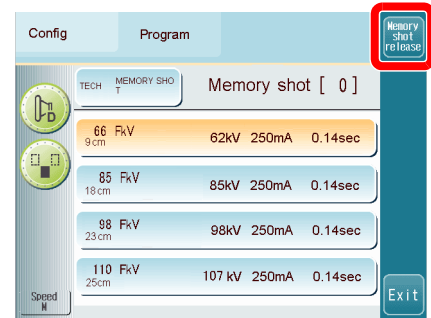 Config Program
Memory
shot
release
TECH MEMORY SHO
T
Memory shot [ 0]
66 FkV 62kV 250mA 0.14sec
9cm
85 FkV 85kV 250mA 0.14sec
18cm
98 FkV 98kV 250mA 0.14sec
23cm
110 FkV 107 kV 250mA 0.14sec
25cm
Speed
M
Exit
D